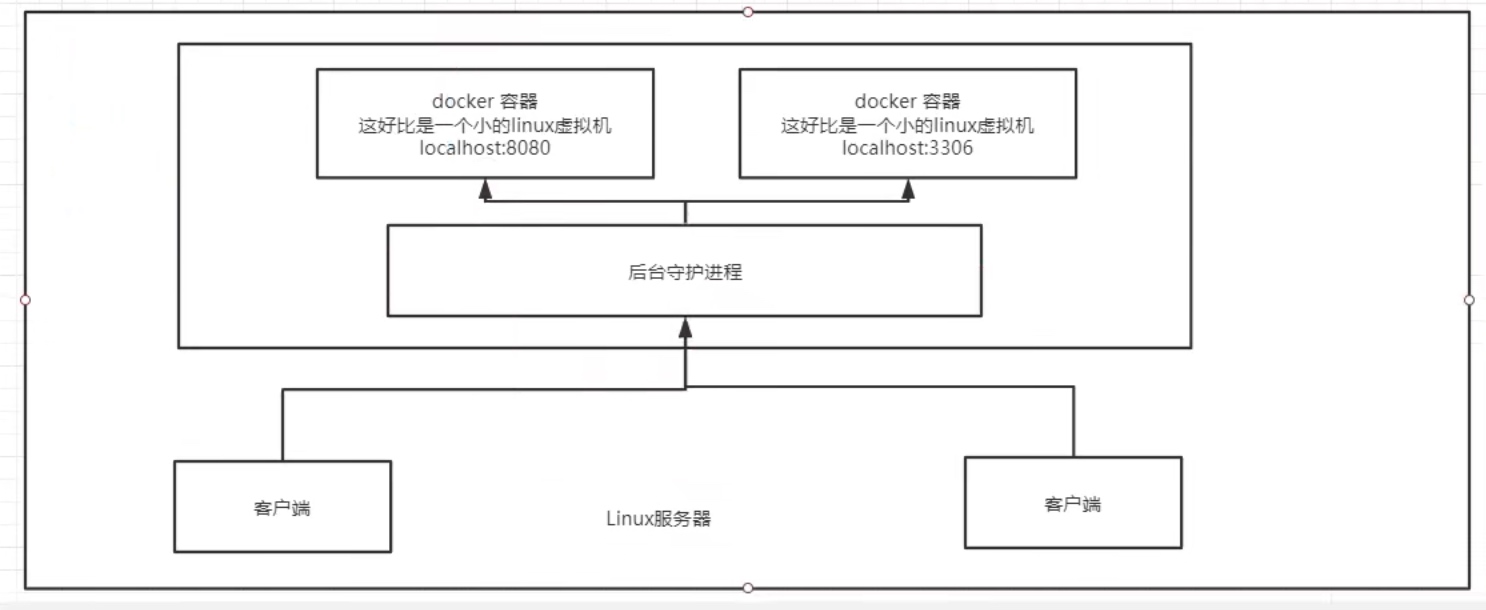 docker 容器
这好比是一个小的linux虚拟机
localhost:8080
docker 容器
这好比是一个小的linux虚拟机
localhost:3306
后台守护进程
客户端
Linux服务器
客户端